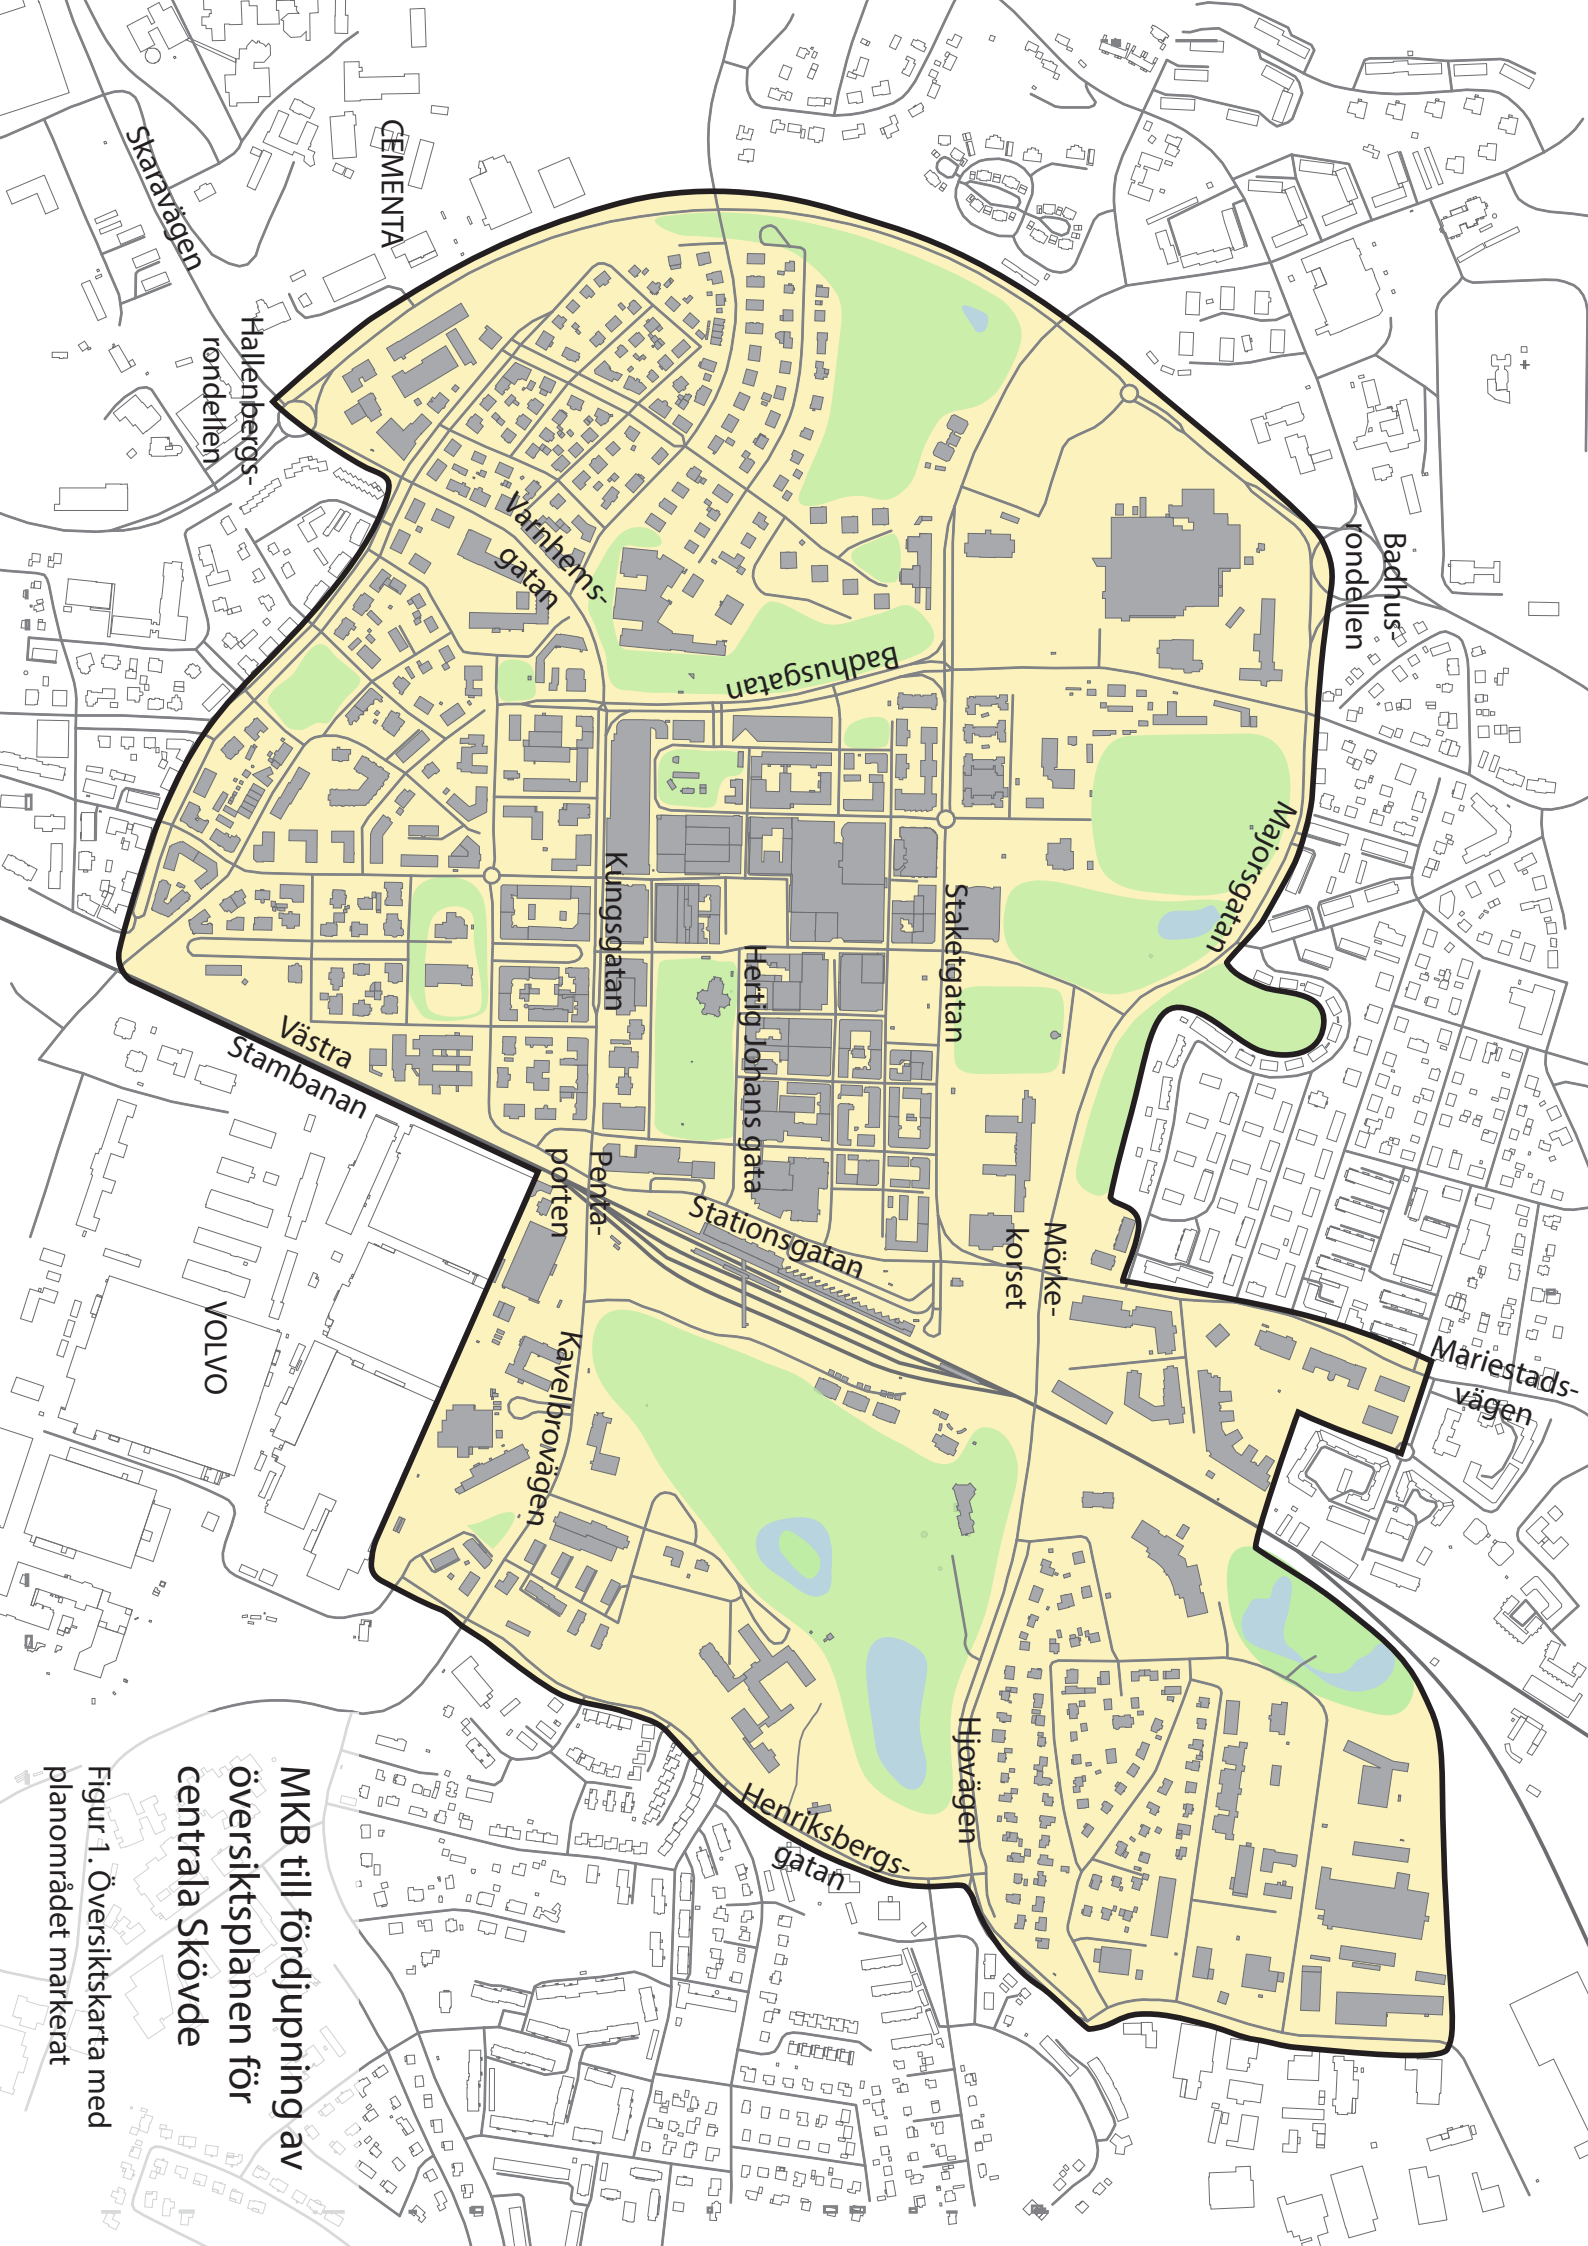 MKB till fördjupning av
översiktsplanen för
centrala Skövde
Figur 1. Översiktskarta med
planområdet markerat
Badhus-
rondellen
Majorsgatan
Mariestads-
vägen
Mörke-
korset
Staketgatan
Hjovägen
Badhusgatan
Hertig Johans gata
Stationsgatan
Henriksbergs-
gatan
Kungsgatan
Penta-
porten
Kavelbrovägen
Varnhems-
gatan
CEMENTA
Skaravägen
Hallenbergs-
rondellen
Västra
Stambanan
VOLVO